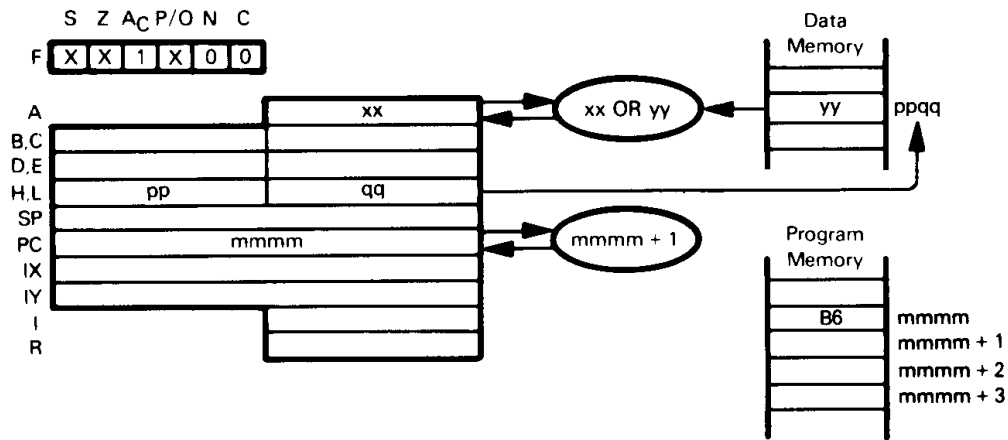 S Z AC P/O N C
F X X 1 X 0 0
Data
Memory
A xx
xx OR yy
yy ppqq
B,C
D,E
H,L pp qq
SP
PC mmmm
mmmm + 1
IX
IY
I
R
Program
Memory
B6 mmmm
mmmm + 1
mmmm + 2
mmmm + 3